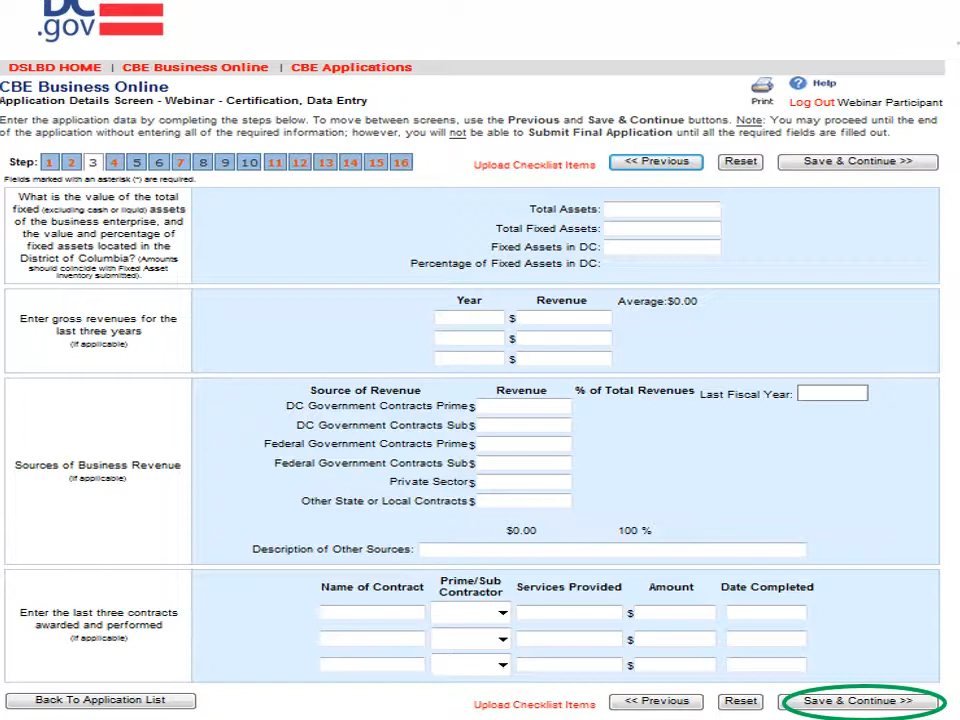 DC
.gov
DSLBD HOME | CBE Business Online | CBE Applications
CBE Business Online
Application Details Screen - Webinar - Certification, Data Entry
Print
Help
Log Out Webinar Participant
Enter the application data by completing the steps below. To move between screens, use the Previous and Save & Continue buttons. Note: You may proceed until the end
of the application without entering all of the required information; however, you will not be able to Submit Final Application until all the required fields are filled out.
Step: 1 2 3 4 5 6 7 8 9 10 11 12 13 14 15 16
Upload Checklist Items << Previous Reset Save & Continue >>
Fields marked with an asterisk (*) are required.
What is the value of the total
fixed (excluding cash or liquid) assets
of the business enterprise, and
the value and percentage of
fixed assets located in the
District of Columbia? (Amounts
should coincide with Fixed Asset
Inventory submitted).
Total Assets:
Total Fixed Assets:
Fixed Assets in DC:
Percentage of Fixed Assets in DC:
Enter gross revenues for the
last three years
(if applicable)
Year Revenue Average:$0.00
$
$
$
Sources of Business Revenue
(if applicable)
Source of Revenue Revenue % of Total Revenues Last Fiscal Year:
DC Government Contracts Prime $
DC Government Contracts Sub $
Federal Government Contracts Prime $
Federal Government Contracts Sub $
Private Sector $
Other State or Local Contracts $
$0.00 100 %
Description of Other Sources:
Enter the last three contracts
awarded and performed
(if applicable)
Name of Contract Prime/Sub Contractor Services Provided Amount Date Completed
$
$
$
Back To Application List Upload Checklist Items << Previous Reset Save & Continue >>